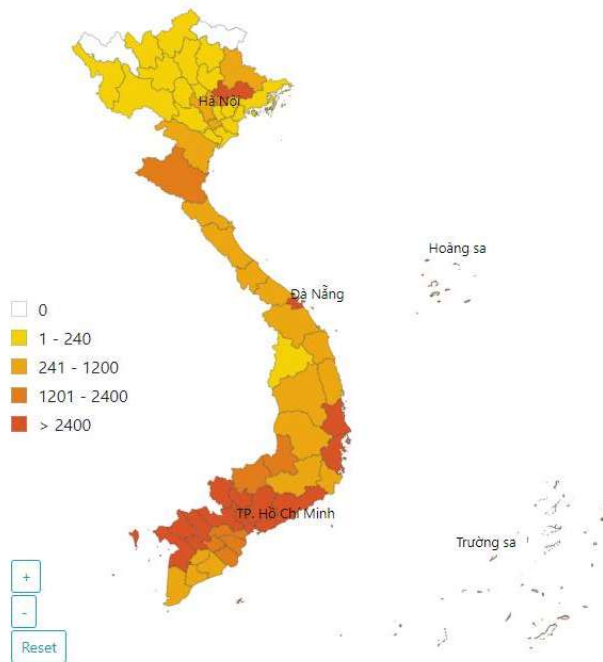 Hà Nội
Hoàng sa
Đà Nẵng
0
1 - 240
241 - 1200
1201 - 2400
> 2400
TP. Hồ Chí Minh
Trường sa
+
-
Reset